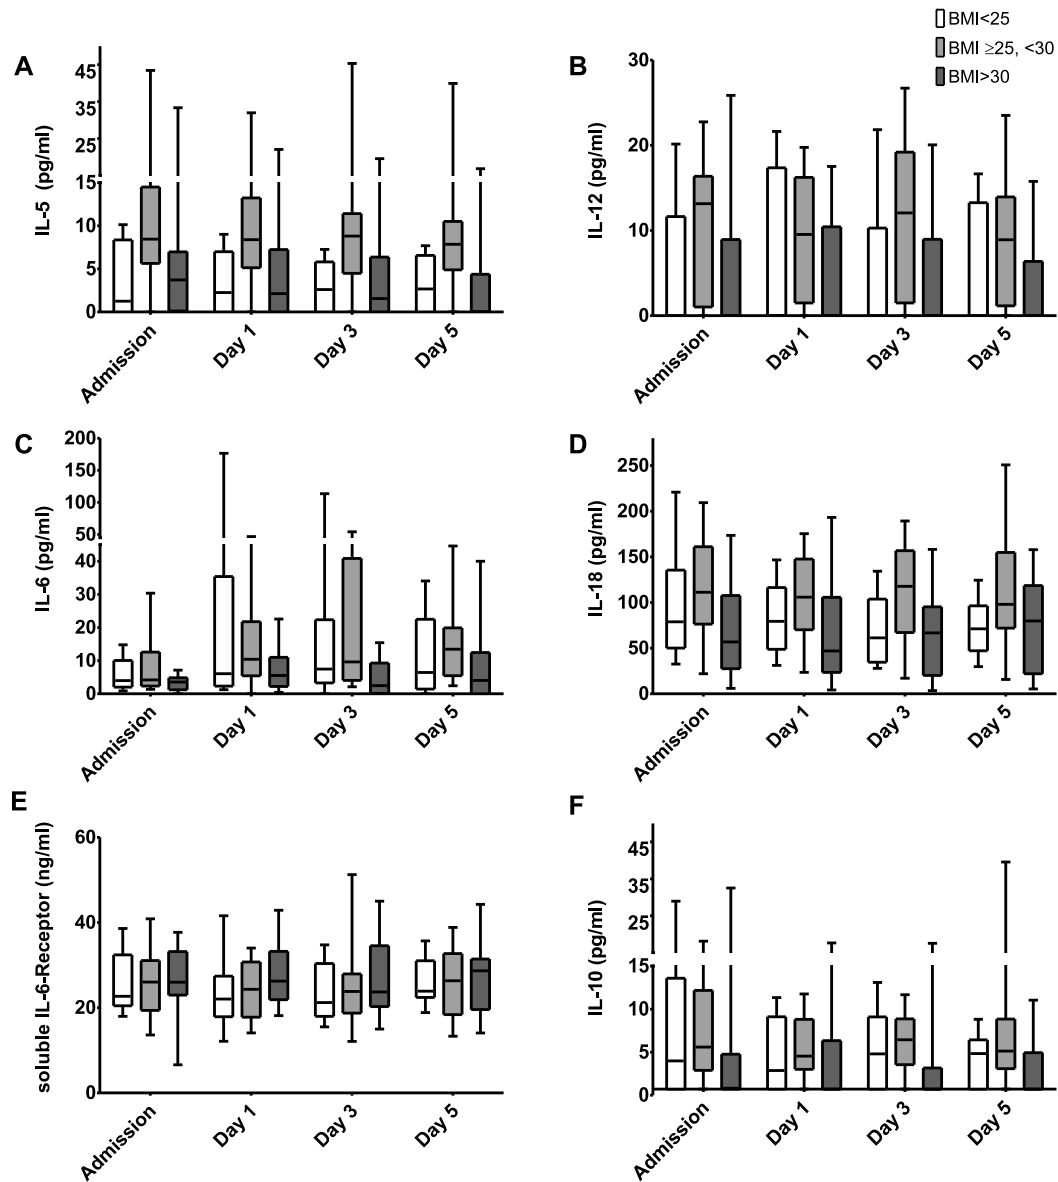 BMI<25
BMI ≥25, <30
BMI>30
A
IL-5 (pg/ml)
45
35
25
15
10
5
0
Admission
Day 1
Day 3
Day 5
B
IL-12 (pg/ml)
30
20
10
0
Admission
Day 1
Day 3
Day 5
C
IL-6 (pg/ml)
200
150
100
50
40
30
20
10
0
Admission
Day 1
Day 3
Day 5
D
IL-18 (pg/ml)
250
200
150
100
50
0
Admission
Day 1
Day 3
Day 5
E
soluble IL-6-Receptor (ng/ml)
60
40
20
0
Admission
Day 1
Day 3
Day 5
F
IL-10 (pg/ml)
45
35
25
15
10
5
0
Admission
Day 1
Day 3
Day 5